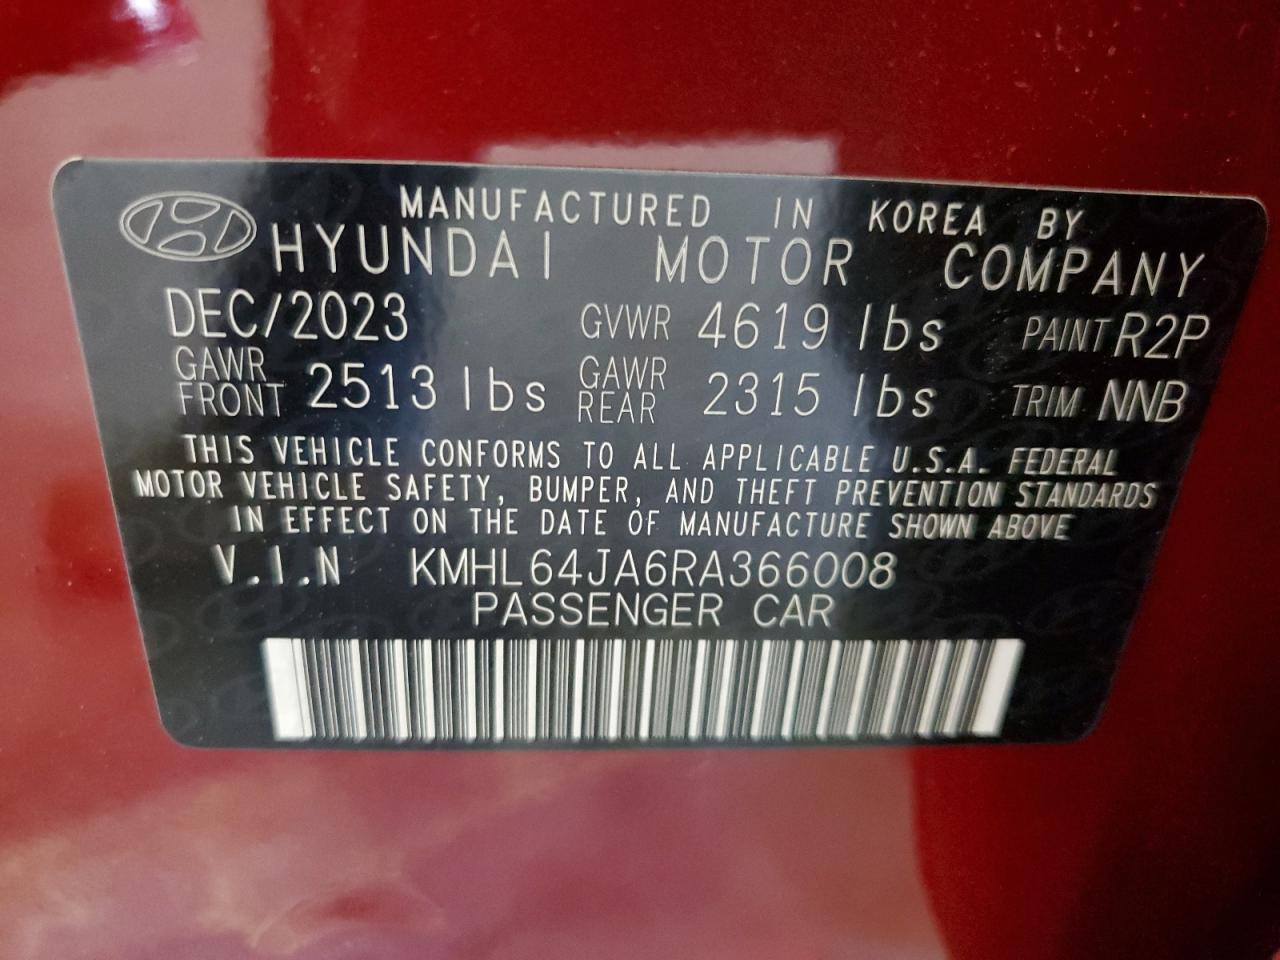 MANUFACTURED IN KOREA BY
HYUNDAI MOTOR COMPANY
DEC/2023 GVWR 4619 lbs PAINT R2P
GAWR FRONT 2513 lbs GAWR REAR 2315 lbs TRIM NNB
THIS VEHICLE CONFORMS TO ALL APPLICABLE U.S.A. FEDERAL
MOTOR VEHICLE SAFETY, BUMPER, AND THEFT PREVENTION STANDARDS
IN EFFECT ON THE DATE OF MANUFACTURE SHOWN ABOVE
V.I.N KMHL64JA6RA366008
PASSENGER CAR